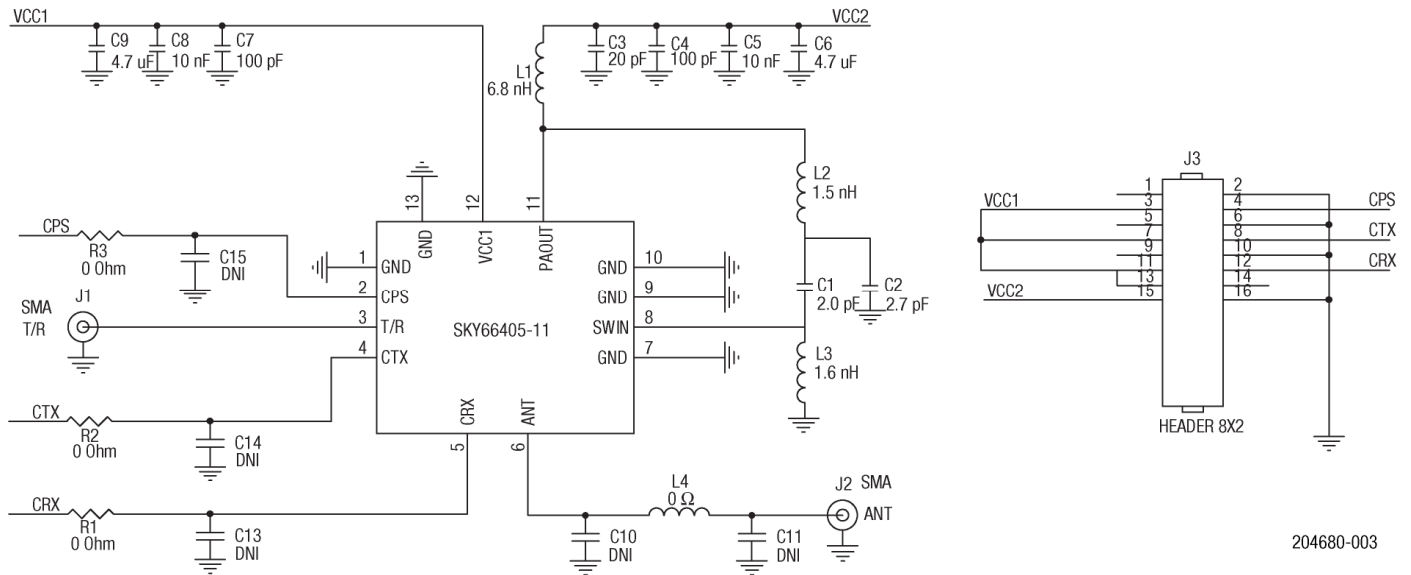 VCC1
VCC2
C9
4.7 uF
C8
10 nF
C7
100 pF
L1
6.8 nH
C3
20 pF
C4
100 pF
C5
10 nF
C6
4.7 uF
L2
1.5 nH
C1
2.0 pF
C2
2.7 pF
L3
1.6 nH
CPS
R3
0 Ohm
C15
DNI
SMA
T/R
J1
CTX
R2
0 Ohm
C14
DNI
CRX
R1
0 Ohm
C13
DNI
13
12
11
GND
VCC1
PAOUT
1
GND
2
CPS
3
T/R
4
CTX
SKY66405-11
GND
10
GND
9
SWIN
8
GND
7
CRX
ANT
5
6
C10
DNI
L4
0 Ω
C11
DNI
J2
SMA
ANT
J3
VCC1
VCC2
1
3
5
7
9
11
13
15
2
4
6
8
10
12
14
16
CPS
CTX
CRX
HEADER 8X2
204680-003